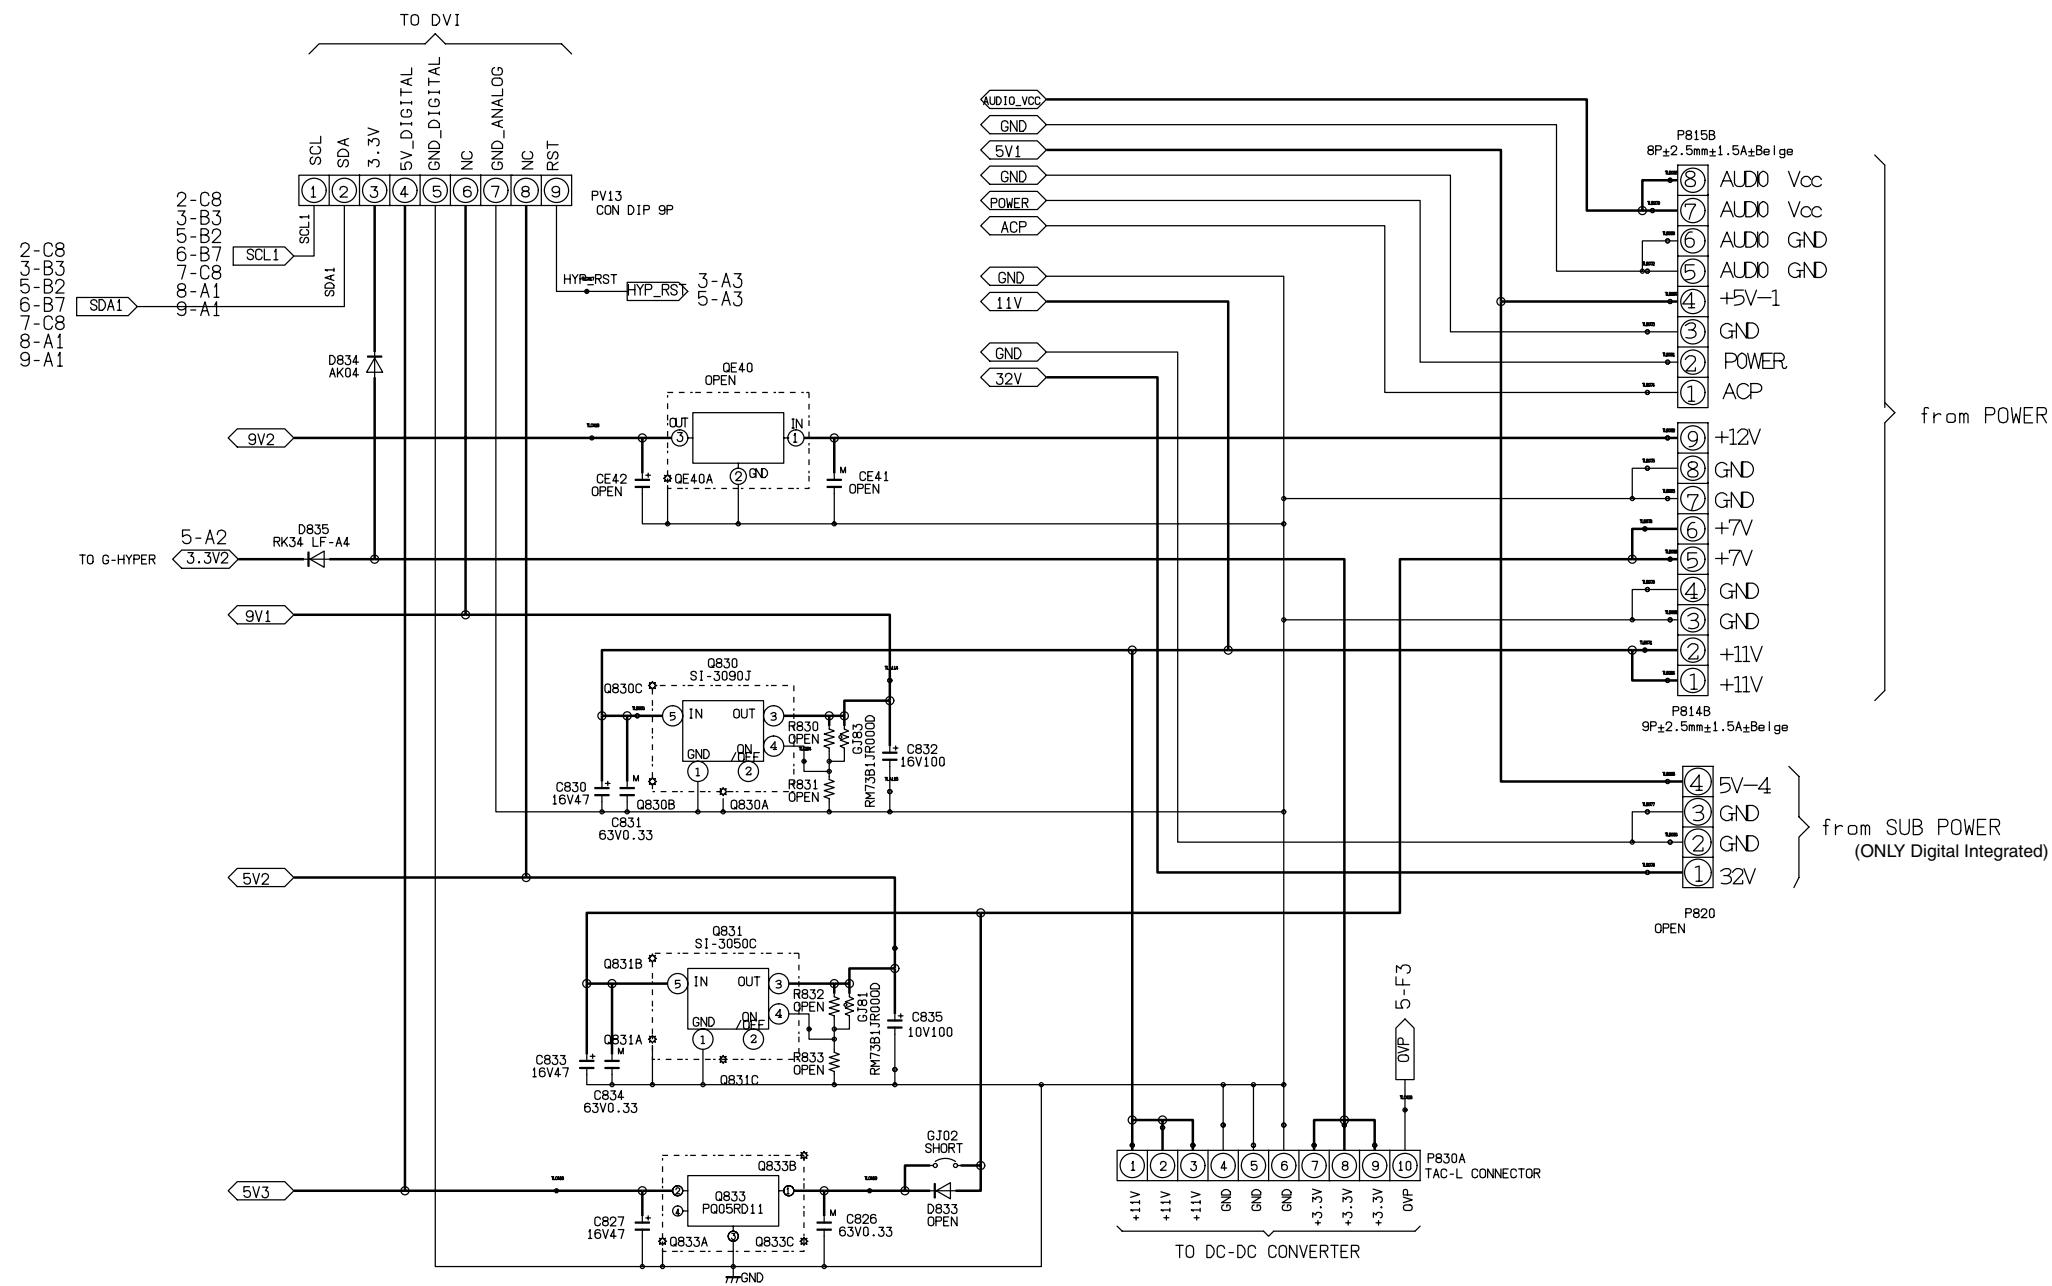 TO DVI
SCL
SDA
3.3V
5V_DIGITAL
GND_DIGITAL
NC
GND_ANALOG
NC
RST
1 2 3 4 5 6 7 8 9
PV13
CON DIP 9P
2-C8
3-B3
5-B2
6-B7
7-C8
8-A1
9-A1
SCL1
SCL1
2-C8
3-B3
5-B2
6-B7
7-C8
8-A1
9-A1
SDA1
SDA1
HYP_RST
HYP_RST
3-A3
5-A3
AUDIO_VCC
GND
5V1
GND
POWER
ACP
GND
11V
GND
32V
P815B
8P±2.5mm±1.5A±Beige
8 AUDIO Vcc
7 AUDIO Vcc
6 AUDIO GND
5 AUDIO GND
4 +5V-1
3 GND
2 POWER
1 ACP
from POWER
9 +12V
8 GND
7 GND
6 +7V
5 +7V
4 GND
3 GND
2 +11V
1 +11V
P814B
9P±2.5mm±1.5A±Beige
D834
AK04
QE40
OPEN
OUT
3
IN
1
2 GND
9V2
CE42
OPEN
QE40A
M
CE41
OPEN
5-A2
TO G-HYPER
3.3V2
D835
RK34 LF-A4
9V1
Q830
SI-3090J
Q830C
5 IN OUT 3
GND
ON
/OFF
4
1 2
R830
OPEN
GJ83
RM73B1JR000D
C832
16V100
R831
OPEN
C830
16V47
M
Q830B
Q830A
C831
63V0.33
4 5V-4
3 GND
2 GND
1 32V
from SUB POWER
(ONLY Digital Integrated)
P820
OPEN
5V2
Q831
SI-3050C
Q831B
5 IN OUT 3
GND
ON
/OFF
4
1 2
R832
OPEN
GJ81
RM73B1JR000D
C835
10V100
R833
OPEN
Q831A
C833
16V47
M
Q831C
C834
63V0.33
5-F3
OVP
GJ02
SHORT
Q833B
5V3
2 1
Q833
PQ05RD11
4
3
D833
OPEN
C827
16V47
Q833A
Q833C
M
C826
63V0.33
GND
1 2 3 4 5 6 7 8 9 10
P830A
TAC-L CONNECTOR
+11V
+11V
+11V
GND
GND
GND
+3.3V
+3.3V
+3.3V
OVP
TO DC-DC CONVERTER